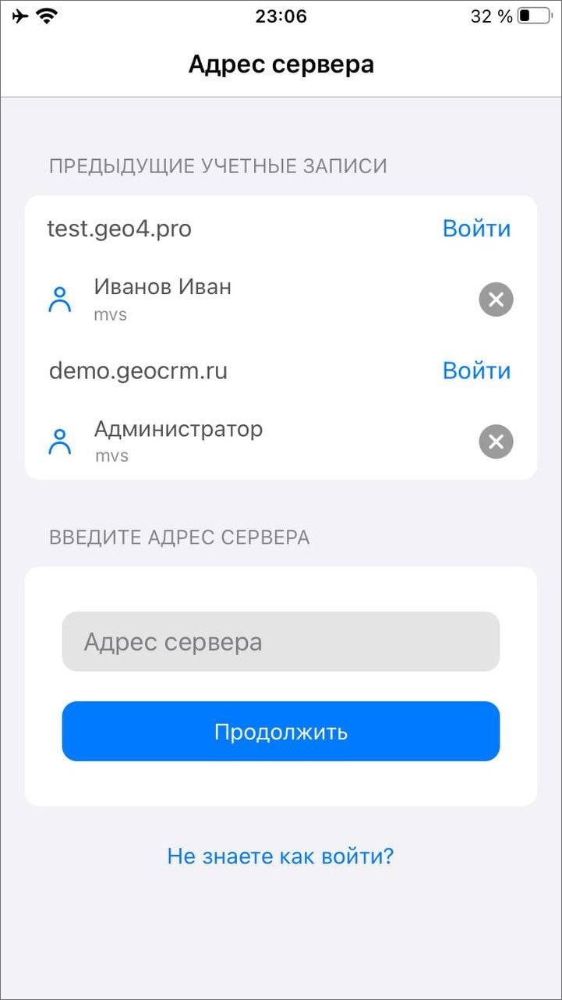 23:06
32 %
Адрес сервера
ПРЕДЫДУЩИЕ УЧЕТНЫЕ ЗАПИСИ
test.geo4.pro
Войти
Иванов Иван
mvs
demo.geocrm.ru
Войти
Администратор
mvs
ВВЕДИТЕ АДРЕС СЕРВЕРА
Адрес сервера
Продолжить
Не знаете как войти?